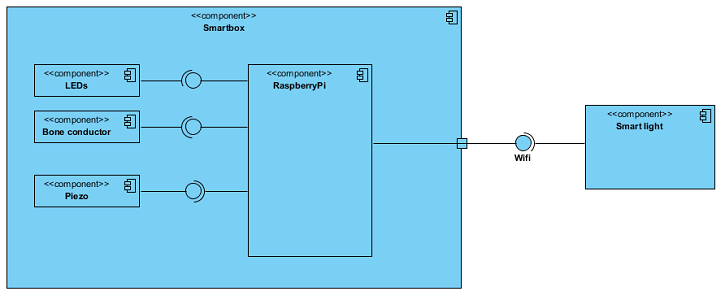 <<component>>
Smartbox
<<component>>
LEDs
<<component>>
RaspberryPi
<<component>>
Bone conductor
<<component>>
Piezo
Wifi
<<component>>
Smart light